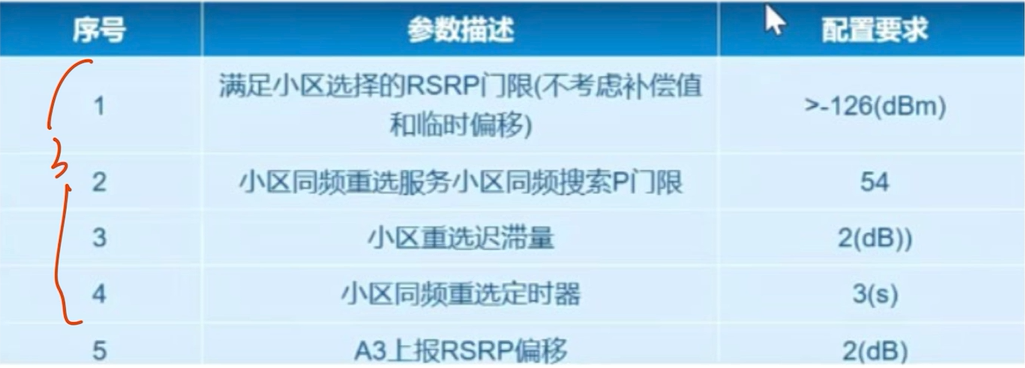 序号 参数描述 配置要求
1 满足小区选择的RSRP门限(不考虑补偿值 >-126(dBm)
和临时偏移)
2 小区同频重选服务小区同频搜索P门限 54
3 小区重选迟滞量 2(dB))
4 小区同频重选定时器 3(s)
5 A3上报RSRP偏移 2(dB)